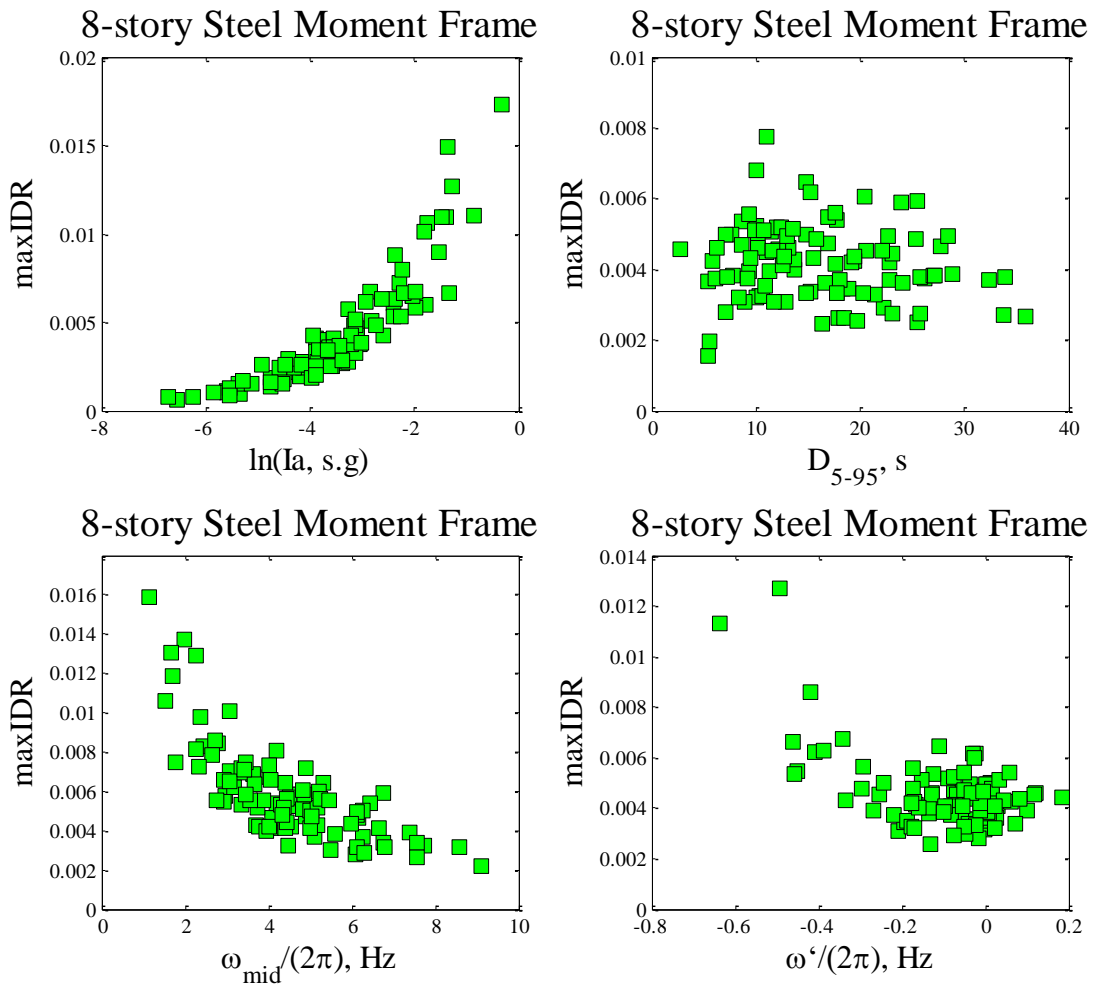 8-story Steel Moment Frame
0.02
0.015
0.01
0.005
0
maxIDR
-8 -6 -4 -2 0
ln(Ia, s.g)
8-story Steel Moment Frame
0.01
0.008
0.006
0.004
0.002
0
maxIDR
0 10 20 30 40
D5-95, s
8-story Steel Moment Frame
0.016
0.014
0.012
0.01
0.008
0.006
0.004
0.002
0
maxIDR
0 2 4 6 8 10
ωmid/(2π), Hz
8-story Steel Moment Frame
0.014
0.012
0.01
0.008
0.006
0.004
0.002
0
maxIDR
-0.8 -0.6 -0.4 -0.2 0 0.2
ω‘/(2π), Hz